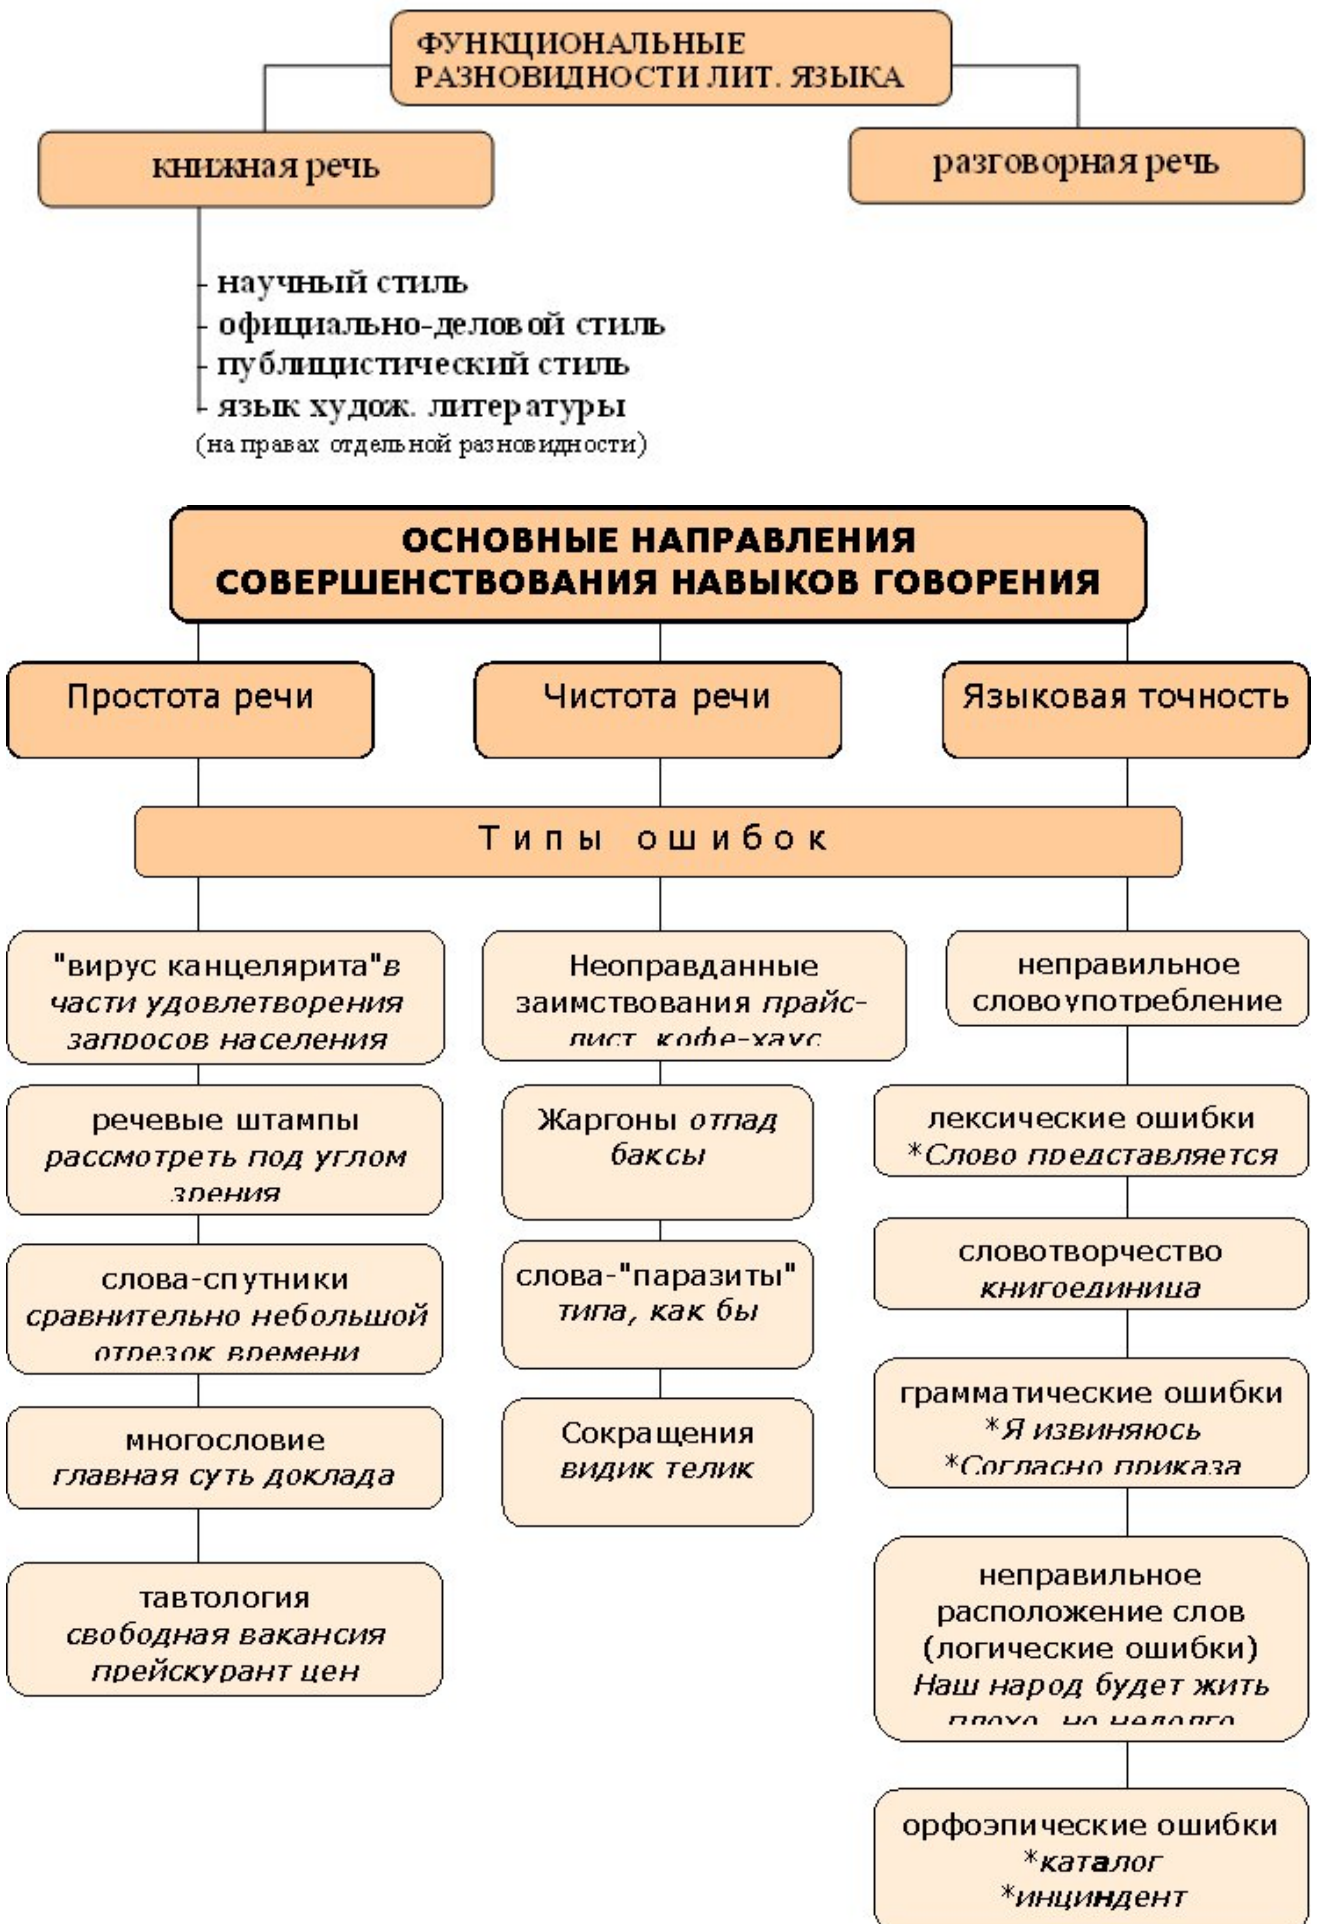 ФУНКЦИОНАЛЬНЫЕ
РАЗНОВИДНОСТИ ЛИТ. ЯЗЫКА
книжная речь
разговорная речь
- научный стиль
- официально-деловой стиль
- публицистический стиль
- язык худож. литературы
(на правах отдельной разновидности)
ОСНОВНЫЕ НАПРАВЛЕНИЯ
СОВЕРШЕНСТВОВАНИЯ НАВЫКОВ ГОВОРЕНИЯ
Простота речи
Чистота речи
Языковая точность
Типы ошибок
"вирус канцелярита"в
части удовлетворения
запросов населения
речевые штампы
рассмотреть под углом
зрения
слова-спутники
сравнительно небольшой
отрезок времени
многословие
главная суть доклада
тавтология
свободная вакансия
прейскурант цен
Неоправданные
заимствования прайс-
лист, кофе-хаус
Жаргоны отпад
баксы
слова-"паразиты"
типа, как бы
Сокращения
видик телик
неправильное
словоупотребление
лексические ошибки
*Слово представляется
словотворчество
книгоединица
грамматические ошибки
*Я извиняюсь
*Согласно приказа
неправильное
расположение слов
(логические ошибки)
Наш народ будет жить
плохо, но недолго
орфоэпические ошибки
*каталог
*инциндент